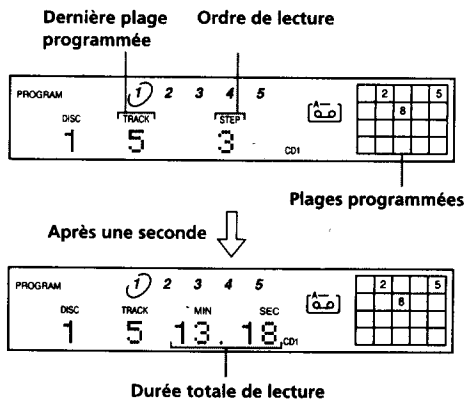 Dernière plage programmée
Ordre de lecture
PROGRAM 1 2 3 4 5
DISC TRACK STEP
1 5 3 CD1
A
2 5
8
Plages programmées
Après une seconde
PROGRAM 1 2 3 4 5
DISC TRACK MIN SEC
1 5 13.18 CD1
A
2 5
8
Durée totale de lecture